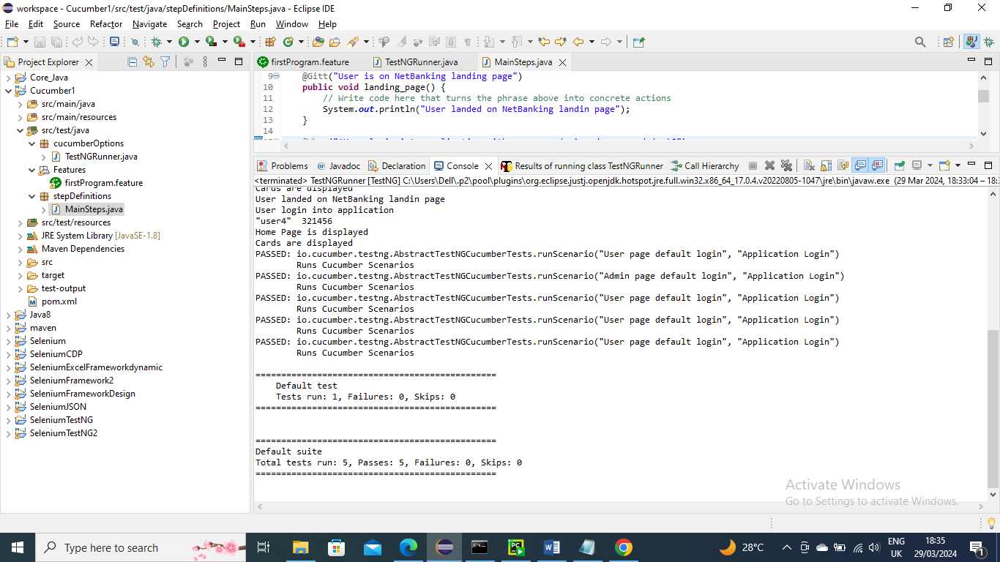 workspace - Cucumber1/src/test/java/stepDefinitions/MainSteps.java - Eclipse IDE
File Edit Source Refactor Navigate Search Project Run Window Help
Project Explorer
Core_Java
Cucumber1
src/main/java
src/main/resources
src/test/java
cucumberOptions
TestNGRunner.java
Features
firstProgram.feature
stepDefinitions
MainSteps.java
src/test/resources
JRE System Library [JavaSE-1.8]
Maven Dependencies
src
target
test-output
pom.xml
Java8
maven
Selenium
SeleniumCDP
SeleniumExcelFrameworkdynamic
SeleniumFramework2
SeleniumFrameworkDesign
SeleniumJSON
SeleniumTestNG
SeleniumTestNG2
firstProgram.feature TestNGRunner.java MainSteps.java
9 @Gitt("User is on NetBanking landing page")
10 public void landing_page() {
11 // Write code here that turns the phrase above into concrete actions
12 System.out.println("User landed on NetBanking landin page");
13 }
14
Problems Javadoc Declaration Console Results of running class TestNGRunner Call Hierarchy
<terminated> TestNGRunner [TestNG] C:\Users\Dell\.p2\pool\plugins\org.eclipse.justj.openjdk.hotspot.jre.full.win32.x86_64_17.0.4.v20220805-1047\jre\bin\javaw.exe (29 Mar 2024, 18:33:04 – 18:
Cards are displayed
User landed on NetBanking landin page
User login into application
"user4" 321456
Home Page is displayed
Cards are displayed
PASSED: io.cucumber.testng.AbstractTestNGCucumberTests.runScenario("User page default login", "Application Login")
Runs Cucumber Scenarios
PASSED: io.cucumber.testng.AbstractTestNGCucumberTests.runScenario("Admin page default login", "Application Login")
Runs Cucumber Scenarios
PASSED: io.cucumber.testng.AbstractTestNGCucumberTests.runScenario("User page default login", "Application Login")
Runs Cucumber Scenarios
PASSED: io.cucumber.testng.AbstractTestNGCucumberTests.runScenario("User page default login", "Application Login")
Runs Cucumber Scenarios
PASSED: io.cucumber.testng.AbstractTestNGCucumberTests.runScenario("User page default login", "Application Login")
Runs Cucumber Scenarios
===============================================
Default test
Tests run: 1, Failures: 0, Skips: 0
===============================================
===============================================
Default suite
Total tests run: 5, Passes: 5, Failures: 0, Skips: 0
===============================================
Activate Windows
Go to Settings to activate Windows.
Type here to search
28°C
ENG
UK
18:35
29/03/2024
1